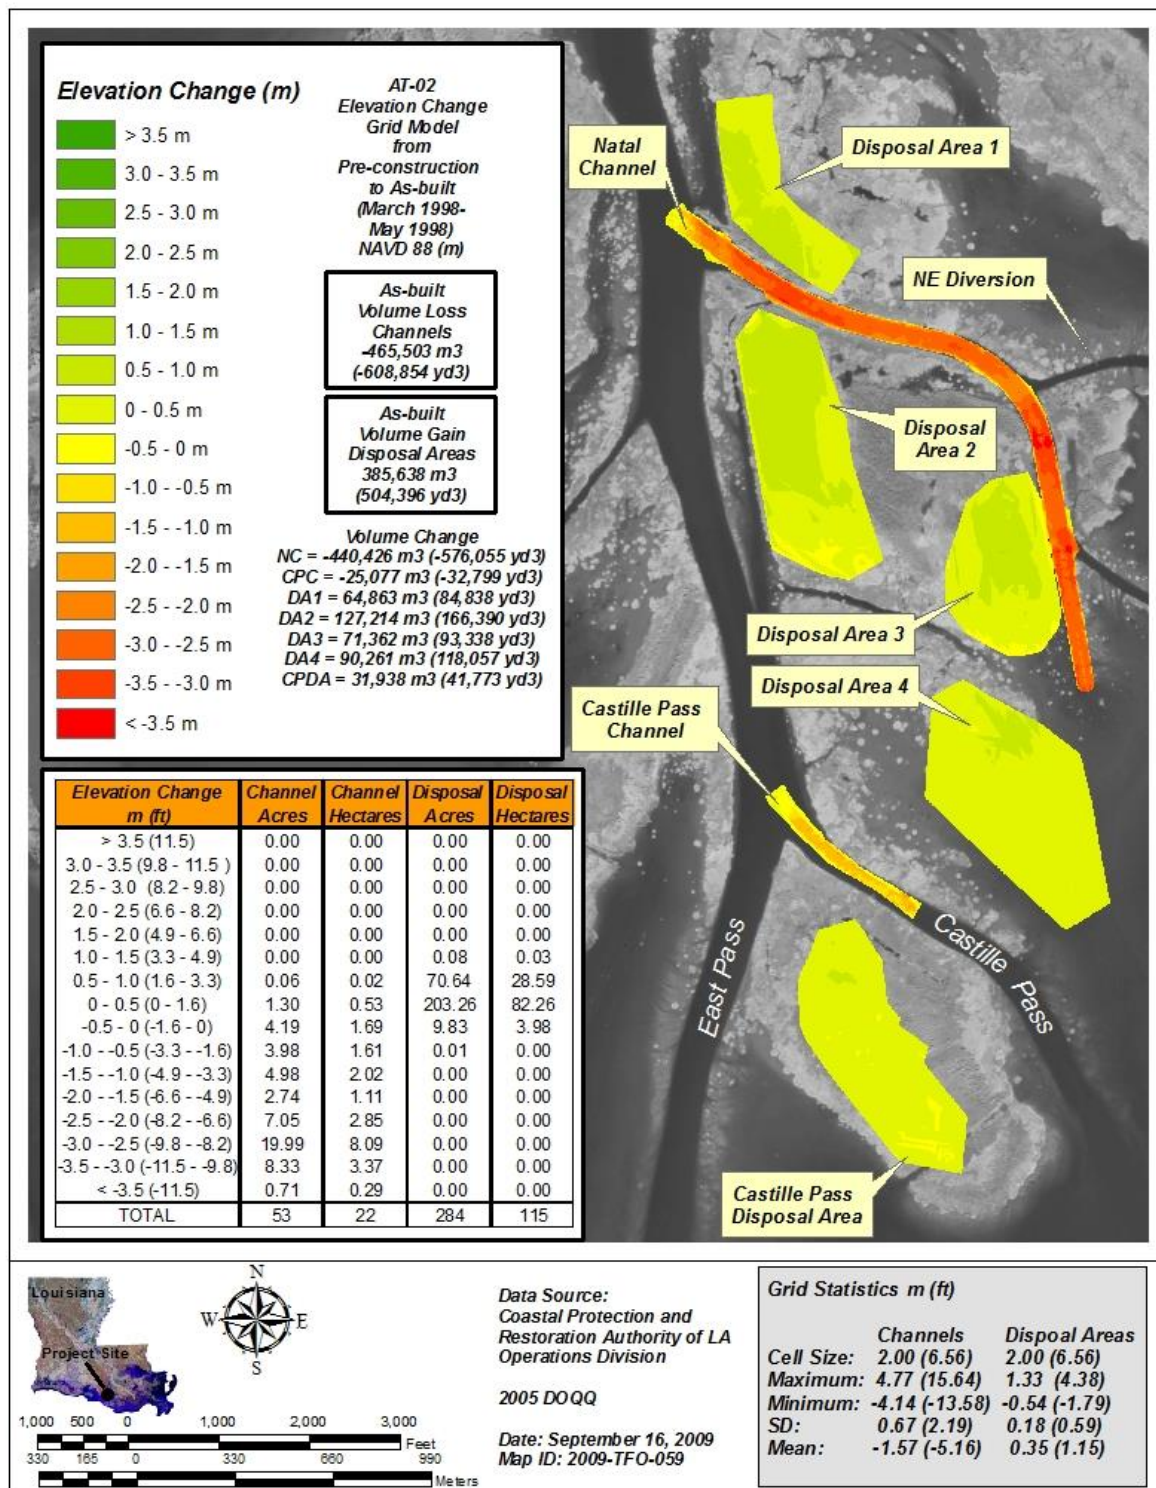 Elevation Change (m)
> 3.5 m
3.0 - 3.5 m
2.5 - 3.0 m
2.0 - 2.5 m
1.5 - 2.0 m
1.0 - 1.5 m
0.5 - 1.0 m
0 - 0.5 m
-0.5 - 0 m
-1.0 - -0.5 m
-1.5 - -1.0 m
-2.0 - -1.5 m
-2.5 - -2.0 m
-3.0 - -2.5 m
-3.5 - -3.0 m
< -3.5 m
AT-02
Elevation Change
Grid Model
from
Pre-construction
to As-built
(March 1998-
May 1998)
NAVD 88 (m)
As-built
Volume Loss
Channels
-465,503 m3
(-608,854 yd3)
As-built
Volume Gain
Disposal Areas
385,638 m3
(504,396 yd3)
Volume Change
NC = -440,426 m3 (-576,055 yd3)
CPC = -25,077 m3 (-32,799 yd3)
DA1 = 64,863 m3 (84,838 yd3)
DA2 = 127,214 m3 (166,390 yd3)
DA3 = 71,362 m3 (93,338 yd3)
DA4 = 90,261 m3 (118,057 yd3)
CPDA = 31,938 m3 (41,773 yd3)
Natal
Channel
Disposal Area 1
NE Diversion
Disposal
Area 2
Disposal Area 3
Disposal Area 4
Castille Pass
Channel
East Pass
Castille Pass
Castille Pass
Disposal Area
Elevation Change m (ft) Channel Acres Channel Hectares Disposal Acres Disposal Hectares
> 3.5 (11.5) 0.00 0.00 0.00 0.00
3.0 - 3.5 (9.8 - 11.5 ) 0.00 0.00 0.00 0.00
2.5 - 3.0 (8.2 - 9.8) 0.00 0.00 0.00 0.00
2.0 - 2.5 (6.6 - 8.2) 0.00 0.00 0.00 0.00
1.5 - 2.0 (4.9 - 6.6) 0.00 0.00 0.00 0.00
1.0 - 1.5 (3.3 - 4.9) 0.00 0.00 0.08 0.03
0.5 - 1.0 (1.6 - 3.3) 0.06 0.02 70.64 28.59
0 - 0.5 (0 - 1.6) 1.30 0.53 203.26 82.26
-0.5 - 0 (-1.6 - 0) 4.19 1.69 9.83 3.98
-1.0 - -0.5 (-3.3 - -1.6) 3.98 1.61 0.01 0.00
-1.5 - -1.0 (-4.9 - -3.3) 4.98 2.02 0.00 0.00
-2.0 - -1.5 (-6.6 - -4.9) 2.74 1.11 0.00 0.00
-2.5 - -2.0 (-8.2 - -6.6) 7.05 2.85 0.00 0.00
-3.0 - -2.5 (-9.8 - -8.2) 19.99 8.09 0.00 0.00
-3.5 - -3.0 (-11.5 - -9.8) 8.33 3.37 0.00 0.00
< -3.5 (-11.5) 0.71 0.29 0.00 0.00
TOTAL 53 22 284 115
Louisiana
Project Site
N
W E
S
1,000 500 0 1,000 2,000 3,000
Feet
330 165 0 330 660 990
Meters
Data Source:
Coastal Protection and
Restoration Authority of LA
Operations Division
2005 DOQQ
Date: September 16, 2009
Map ID: 2009-TFO-059
Grid Statistics m (ft)
Channels Dispoal Areas
Cell Size: 2.00 (6.56) 2.00 (6.56)
Maximum: 4.77 (15.64) 1.33 (4.38)
Minimum: -4.14 (-13.58) -0.54 (-1.79)
SD: 0.67 (2.19) 0.18 (0.59)
Mean: -1.57 (-5.16) 0.35 (1.15)